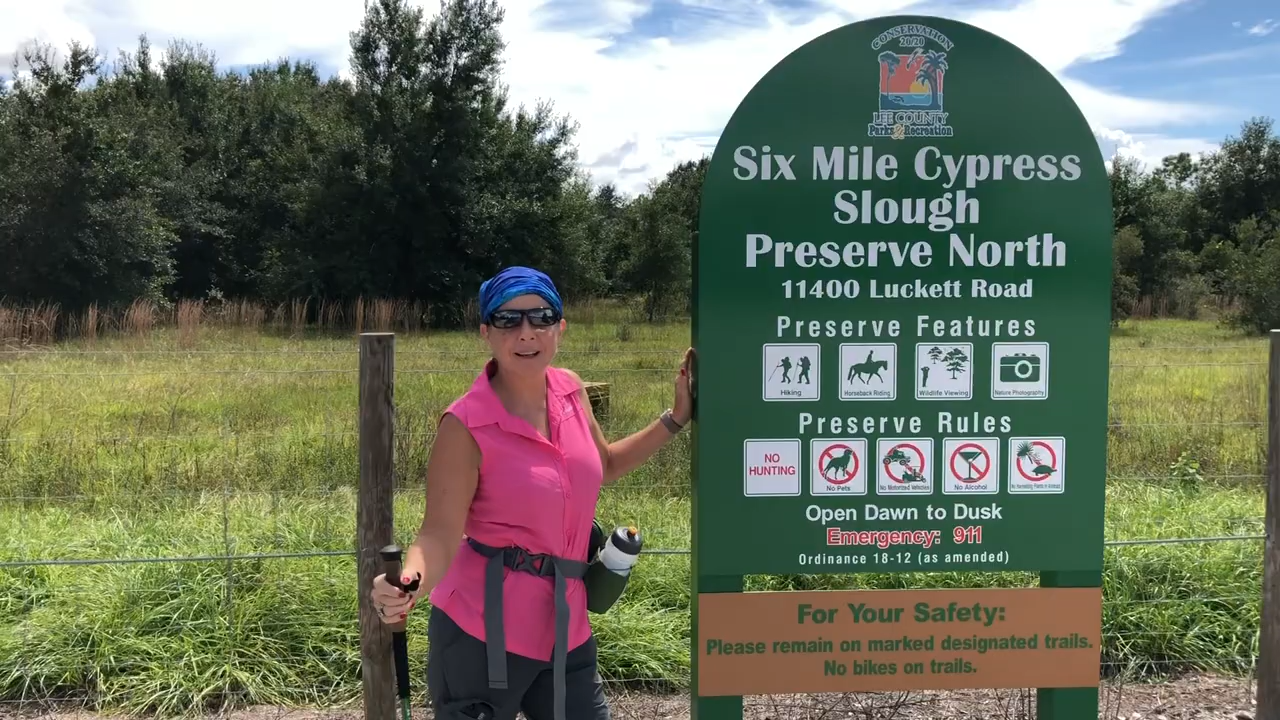 CONSERVATION
20/20
LEE COUNTY
Parks & Recreation
Six Mile Cypress
Slough
Preserve North
11400 Luckett Road
Preserve Features
Hiking
Horseback Riding
Wildlife Viewing
Nature Photography
Preserve Rules
NO
HUNTING
No Pets
No Motorized Vehicles
No Alcohol
Open Dawn to Dusk
Emergency: 911
Ordinance 18-12 (as amended)
For Your Safety:
Please remain on marked designated trails.
No bikes on trails.